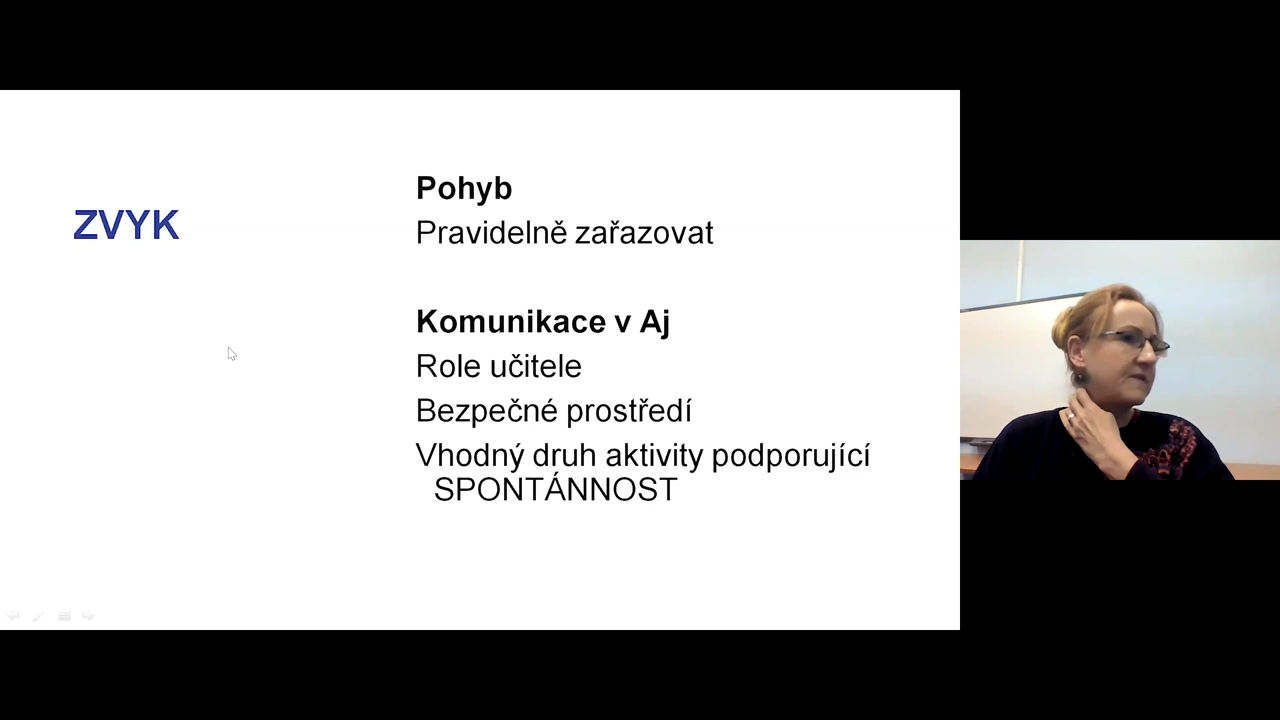 ZVYK
Pohyb
Pravidelně zařazovat
Komunikace v Aj
Role učitele
Bezpečné prostředí
Vhodný druh aktivity podporující
SPONTÁNNOST